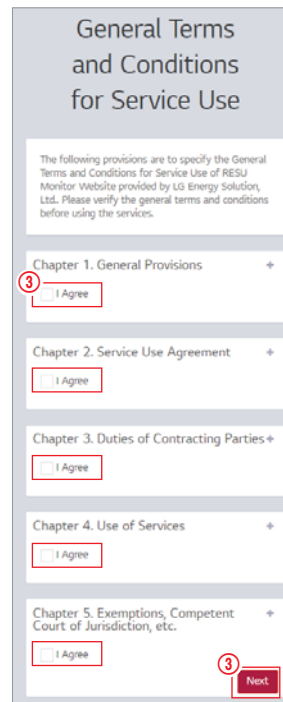 General Terms
and Conditions
for Service Use
The following provisions are to specify the General
Terms and Conditions for Service Use of RESU
Monitor Website provided by LG Energy Solution,
Ltd.. Please verify the general terms and conditions
before using the services.
Chapter 1. General Provisions +
③
I Agree
Chapter 2. Service Use Agreement +
I Agree
Chapter 3. Duties of Contracting Parties +
I Agree
Chapter 4. Use of Services +
I Agree
Chapter 5. Exemptions, Competent +
Court of Jurisdiction, etc.
I Agree
③
Next